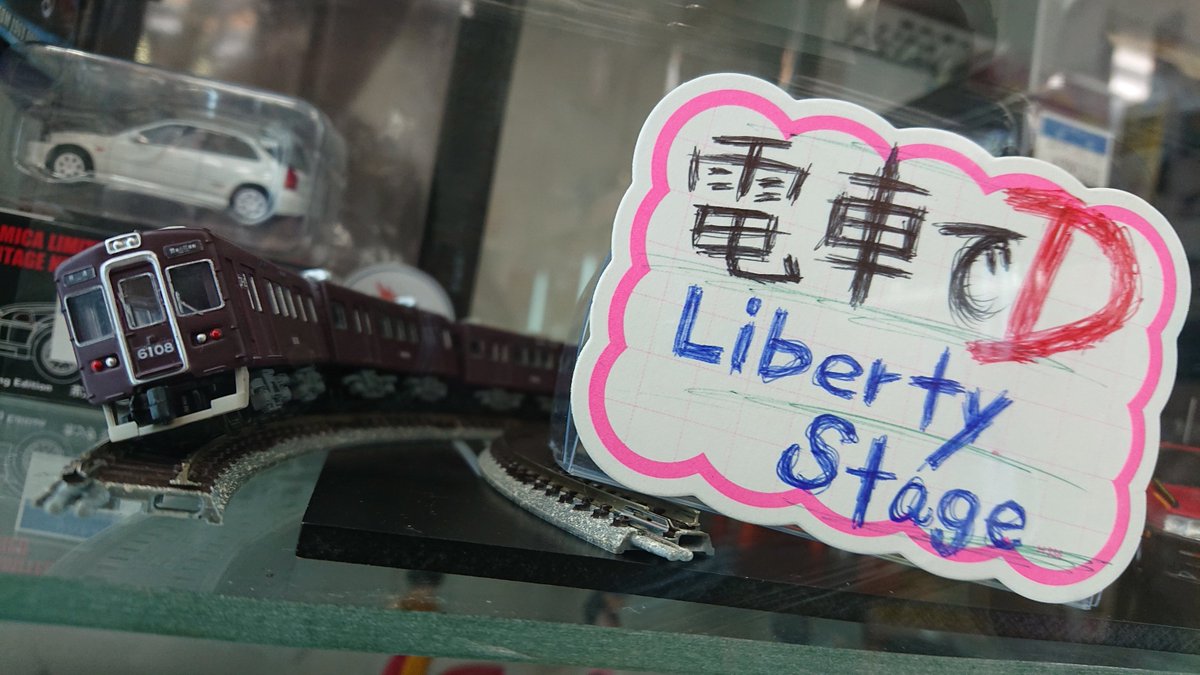 電車でD
Liberty
Stage
6108